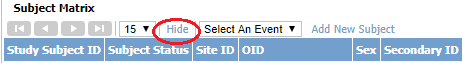 Subject Matrix
15 Hide Select An Event Add New Subject
Study Subject ID Subject Status Site ID OID Sex Secondary ID